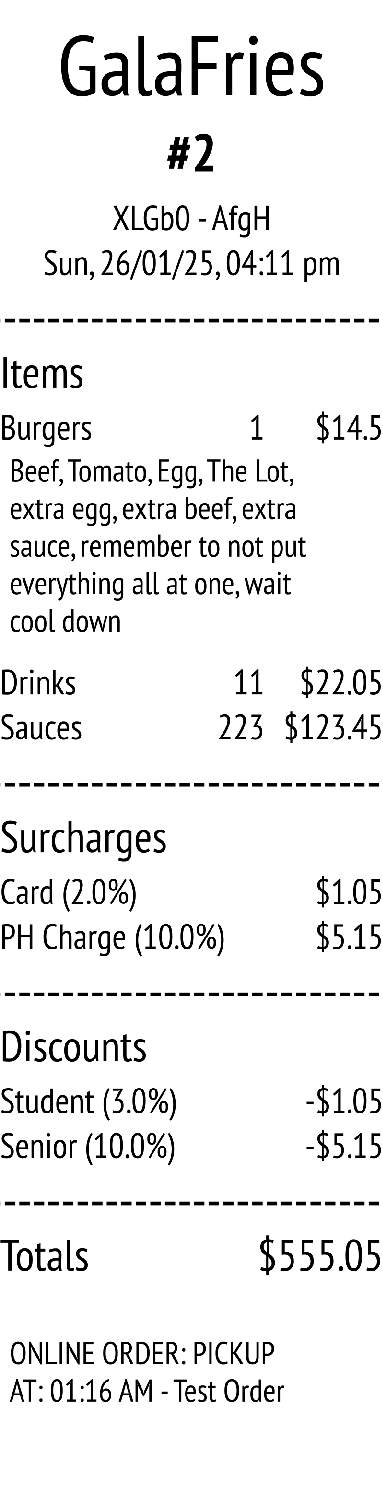 GalaFries
#2
XLGb0 - AfgH
Sun, 26/01/25, 04:11 pm
Items
Burgers 1 $14.5
Beef, Tomato, Egg, The Lot,
extra egg, extra beef, extra
sauce, remember to not put
everything all at one, wait
cool down
Drinks 11 $22.05
Sauces 223 $123.45
Surcharges
Card (2.0%) $1.05
PH Charge (10.0%) $5.15
Discounts
Student (3.0%) -$1.05
Senior (10.0%) -$5.15
Totals $555.05
ONLINE ORDER: PICKUP
AT: 01:16 AM - Test Order